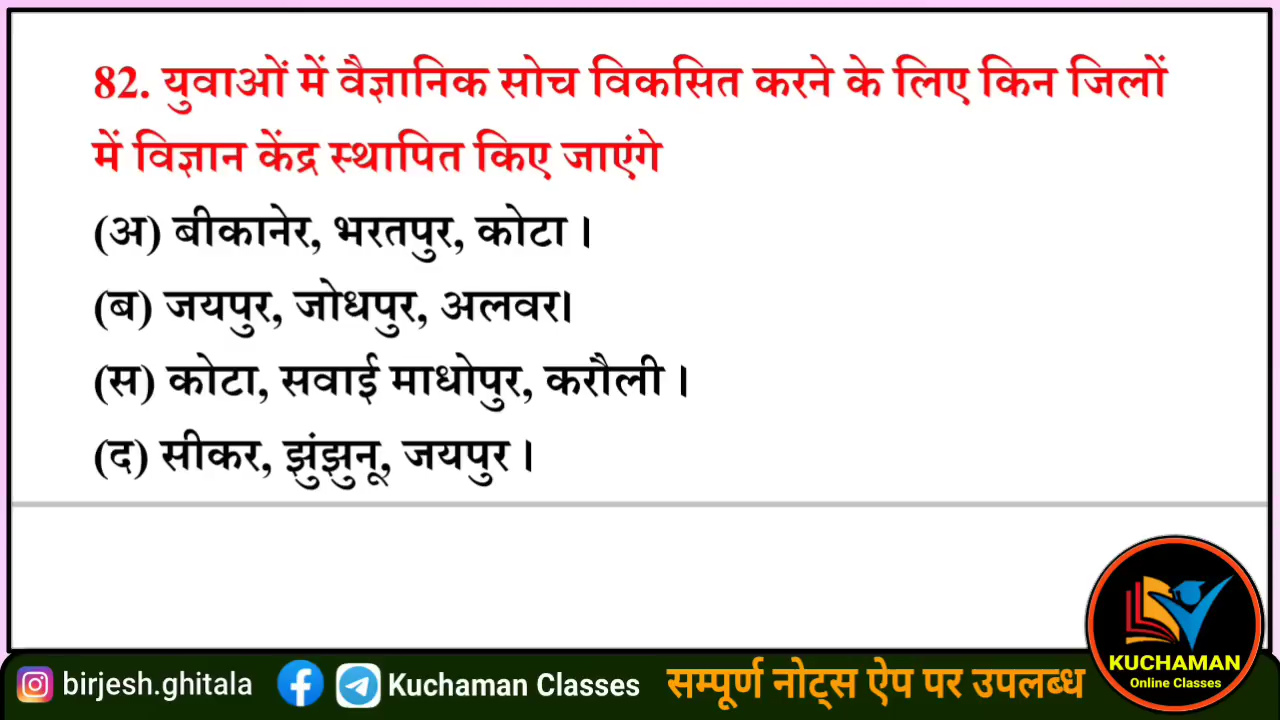 82. युवाओं में वैज्ञानिक सोच विकसित करने के लिए किन जिलों
में विज्ञान केंद्र स्थापित किए जाएंगे
(अ) बीकानेर, भरतपुर, कोटा ।
(ब) जयपुर, जोधपुर, अलवर।
(स) कोटा, सवाई माधोपुर, करौली ।
(द) सीकर, झुंझुनू, जयपुर ।
KUCHAMAN
Online Classes
birjesh.ghitala Kuchaman Classes सम्पूर्ण नोट्स ऐप पर उपलब्ध